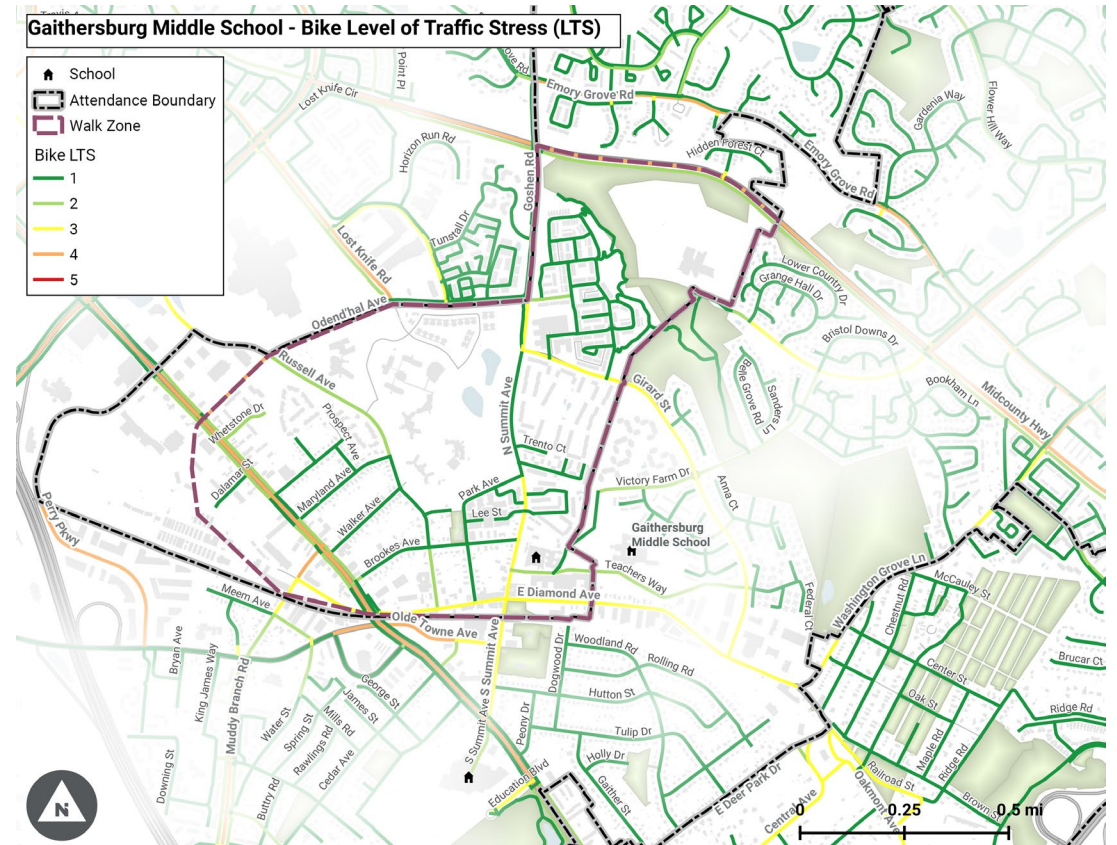 Gaithersburg Middle School - Bike Level of Traffic Stress (LTS)
School
Attendance Boundary
Walk Zone
Bike LTS
1
2
3
4
5
Point Pl
Lost Knife Cir
Emory Grove Rd
Gardenia Way
Flower Hill Way
Horizon Run Rd
Hidden Forest Ct
Emory Grove Rd
Goshen Rd
Tunstall Dr
Lost Knife Rd
Lower Country Dr
Grange Hall Dr
Odend'hal Ave
Bristol Downs Dr
Russell Ave
Girard St
Belle Grove Rd
Sanders Ln
Bookham Ln
Midcounty Hwy
N Summit Ave
Whetstone Dr
Prospect Ave
Trento Ct
Dalamar St
Maryland Ave
Park Ave
Victory Farm Dr
Anna Ct
Walker Ave
Lee St
Gaithersburg
Middle School
Perry Pkwy
Brookes Ave
Teachers Way
Washington Grove Ln
McCauley St
Chestnut Rd
Federal Ct
Meem Ave
E Diamond Ave
Olde Towne Ave
Bryan Ave
King James Way
Muddy Branch Rd
Woodland Rd
Rolling Rd
Dogwood Dr
S Summit Ave
S Summit Ave
Center St
Brucar Ct
George St
James St
Mills Rd
Water St
Spring St
Rawlings Rd
Cedar Ave
Hutton St
Oak St
Ridge Rd
Peony Dr
Tulip Dr
Maple Rd
Ridge Rd
Downing St
Buttry Rd
Holly Dr
Gaither St
Education Blvd
E Deer Park Dr
Central Ave
Oakmont Ave
Railroad St
Brown St
N
0 0.25 0.5 mi